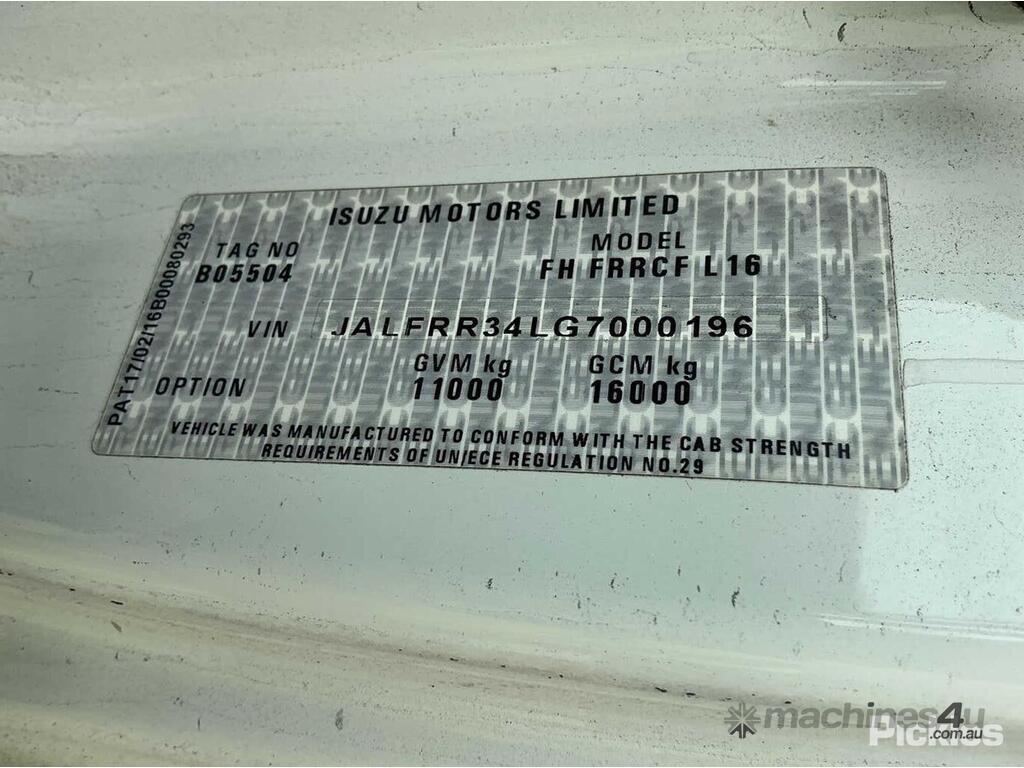 ISUZU MOTORS LIMITED
TAG NO
B05504
MODEL
FH FRRCF L16
VIN JALFRR34LG7000196
OPTION
GVM kg
11000
GCM kg
16000
VEHICLE WAS MANUFACTURED TO CONFORM WITH THE CAB STRENGTH
REQUIREMENTS OF UN/ECE REGULATION NO.29
PAT17/02/16B00080293
machines4u
.com.au
Pickles